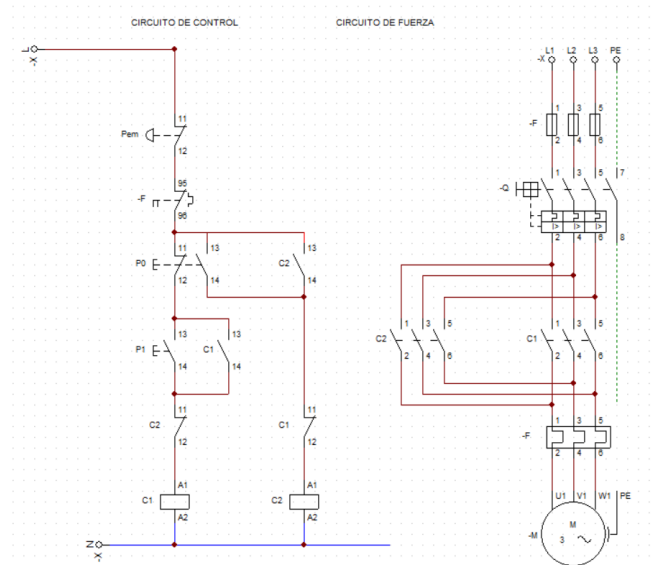 CIRCUITO DE CONTROL
CIRCUITO DE FUERZA
L
-X
L1 L2 L3 PE
-X
Pem
11
12
-F
95
96
P0
11
12
13
14
C2
13
14
P1
13
14
C1
13
14
C2
11
12
C1
11
12
C1
A1
A2
C2
A1
A2
N
-X
-F
1 3 5
2 4 6
-Q
1 3 5 7
I> I> I>
2 4 6 8
C2
1 3 5
2 4 6
C1
1 3 5
2 4 6
-F
1 3 5
2 4 6
U1 V1 W1 PE
-M
M
3